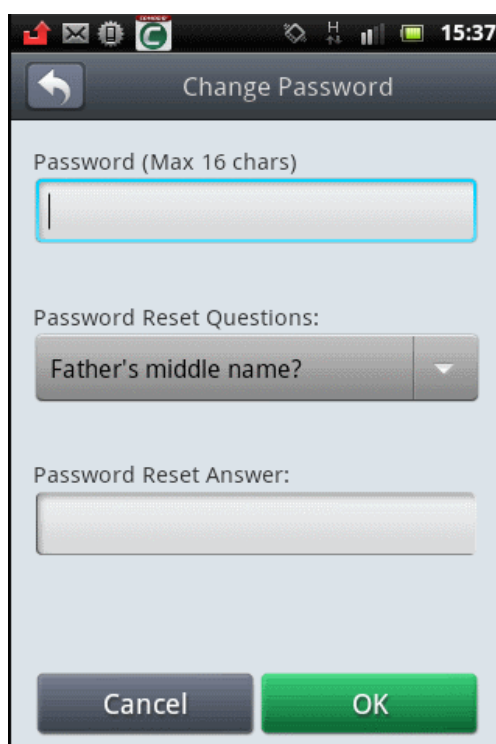 H
15:37
Change Password
Password (Max 16 chars)
Password Reset Questions:
Father's middle name?
Password Reset Answer:
Cancel
OK